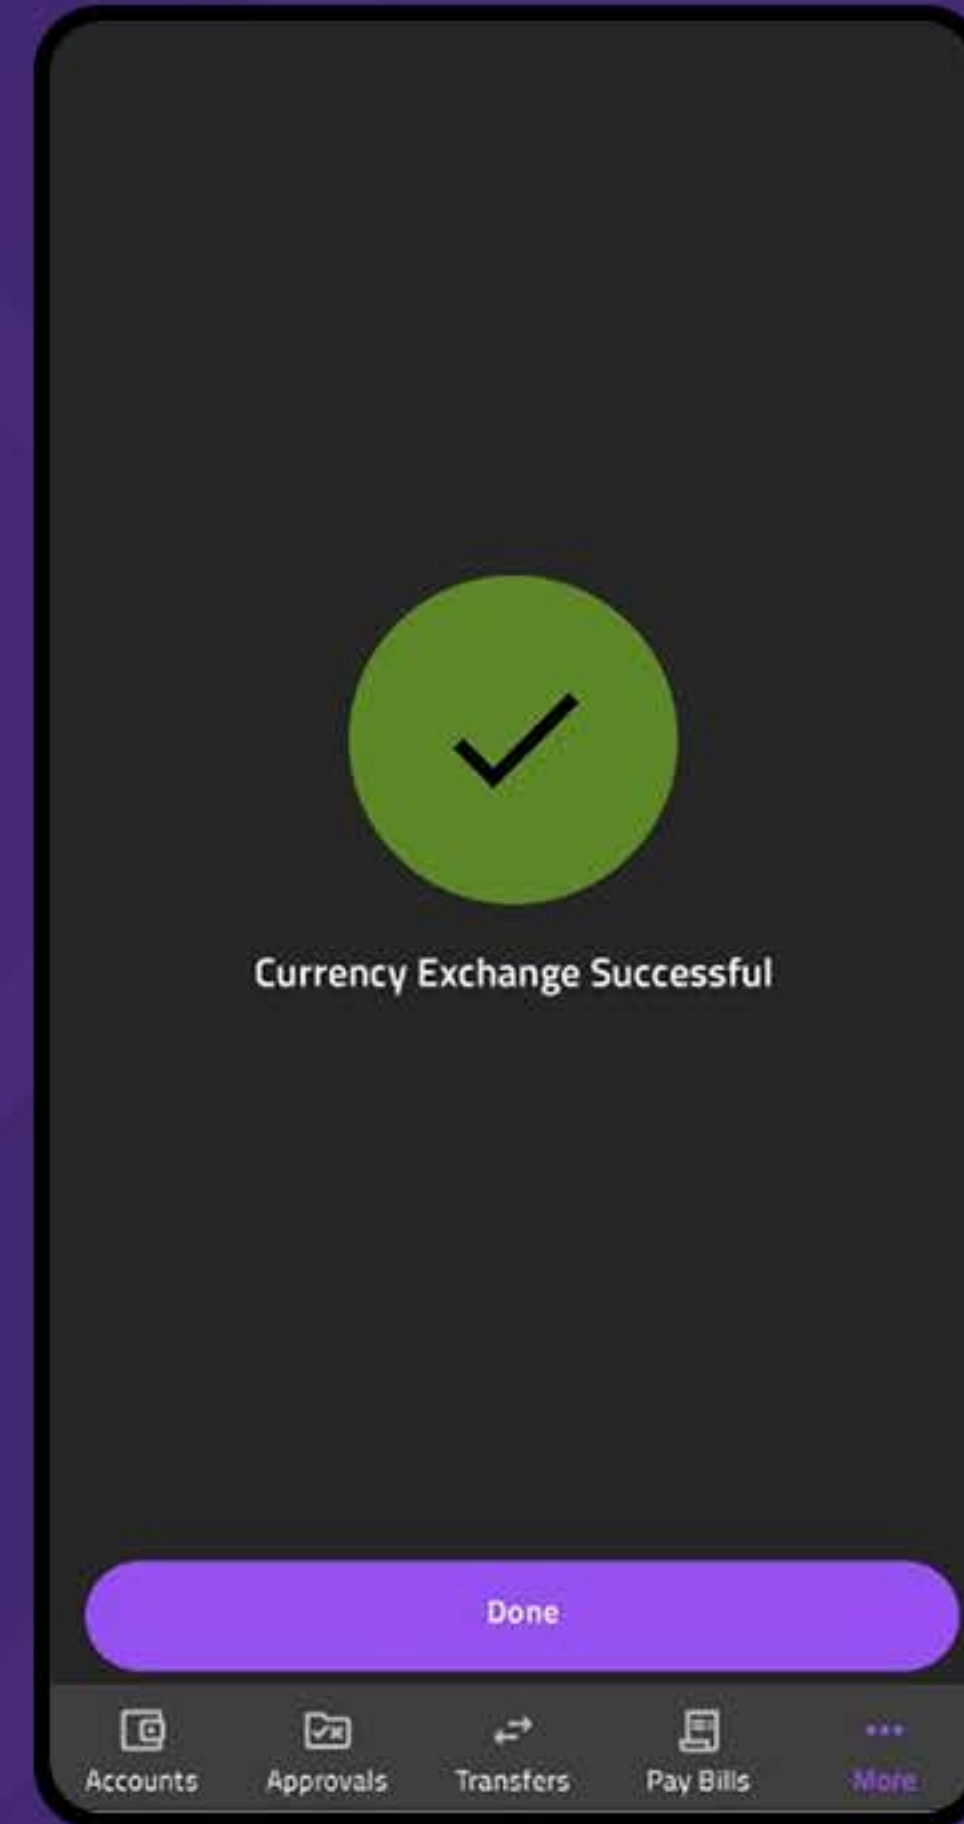 Currency Exchange Successful
Done
Accounts
Approvals
Transfers
Pay Bills
More